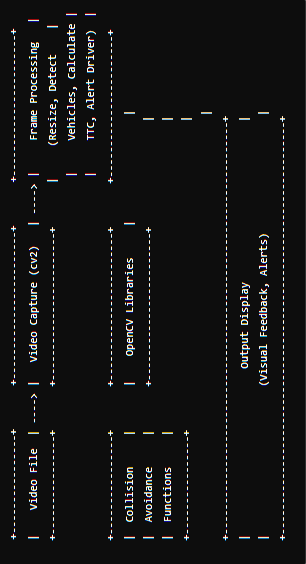 Video File ----> Video Capture (cv2) ----> Frame Processing
(Resize, Detect
Vehicles, Calculate
TTC, Alert Driver)
Collision OpenCV Libraries
Avoidance
Functions
Output Display
(Visual Feedback, Alerts)